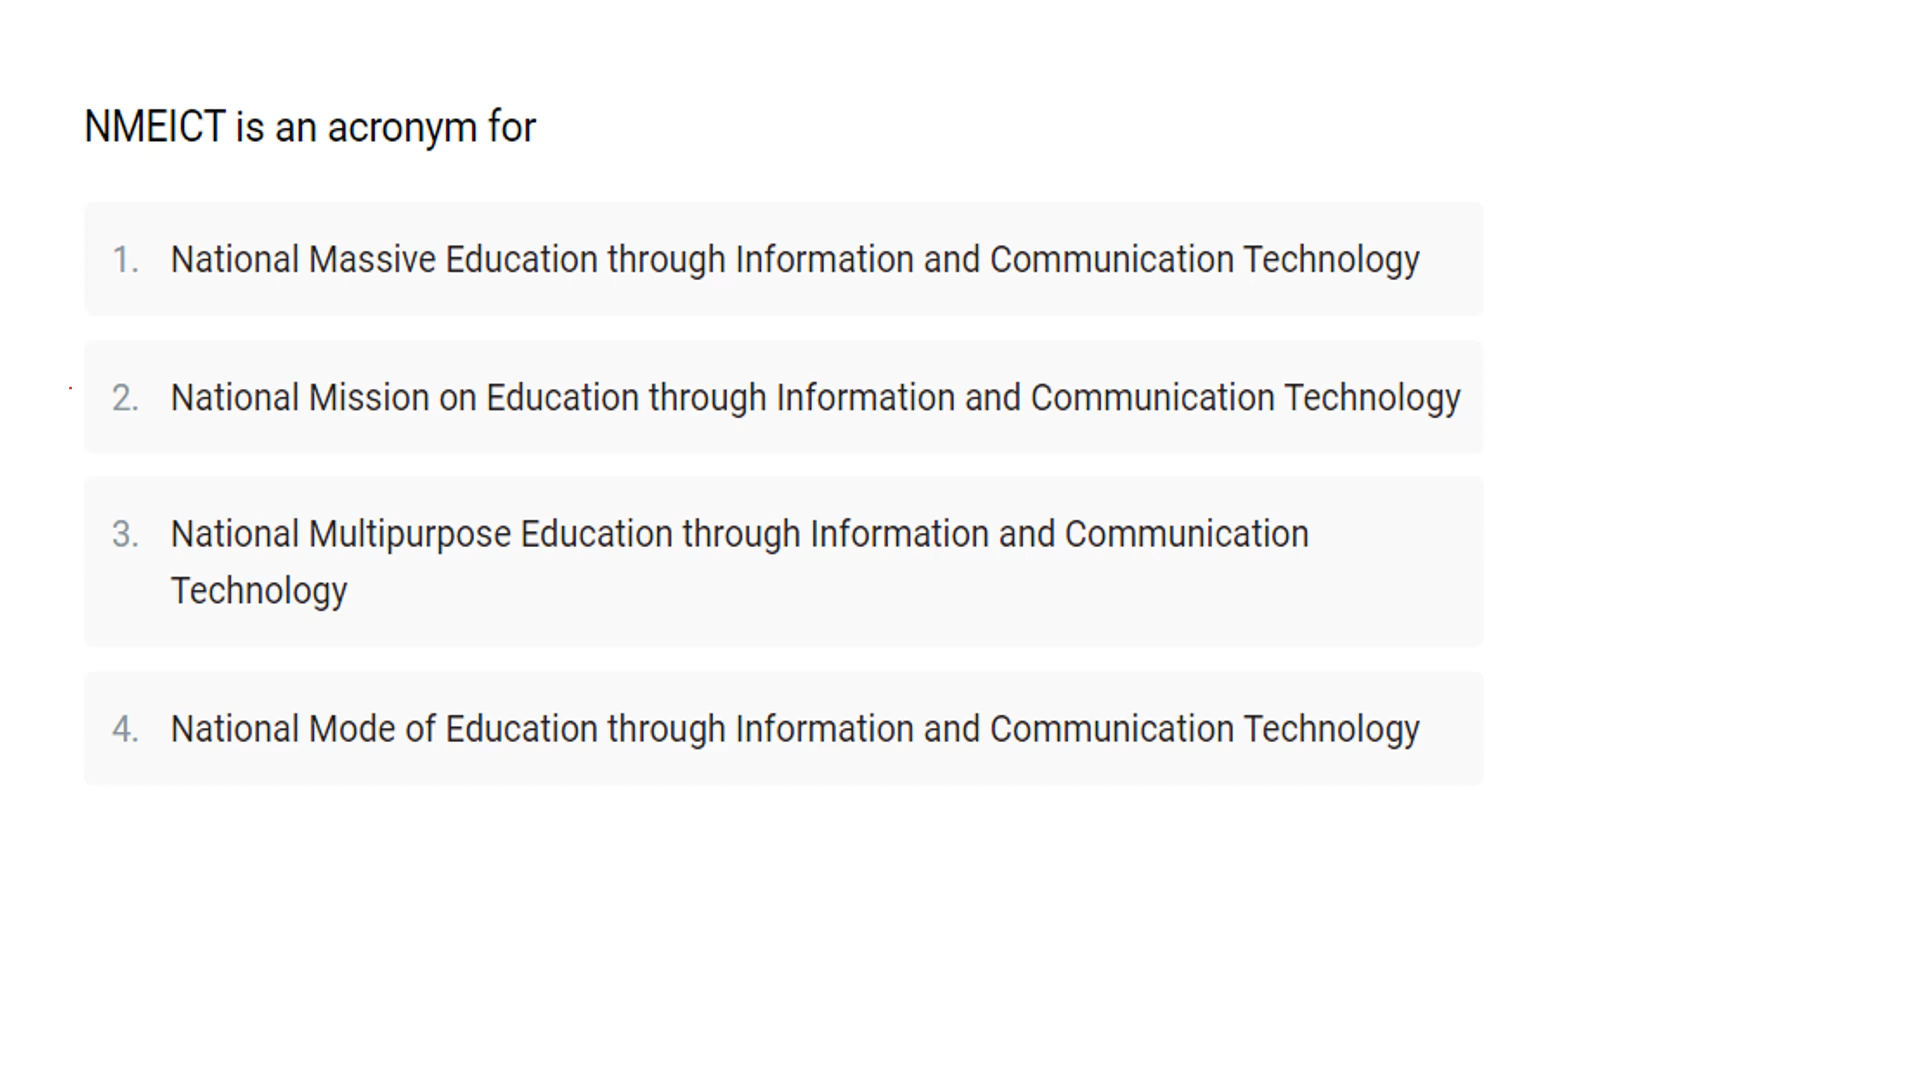 NMEICT is an acronym for
1. National Massive Education through Information and Communication Technology
2. National Mission on Education through Information and Communication Technology
3. National Multipurpose Education through Information and Communication
Technology
4. National Mode of Education through Information and Communication Technology